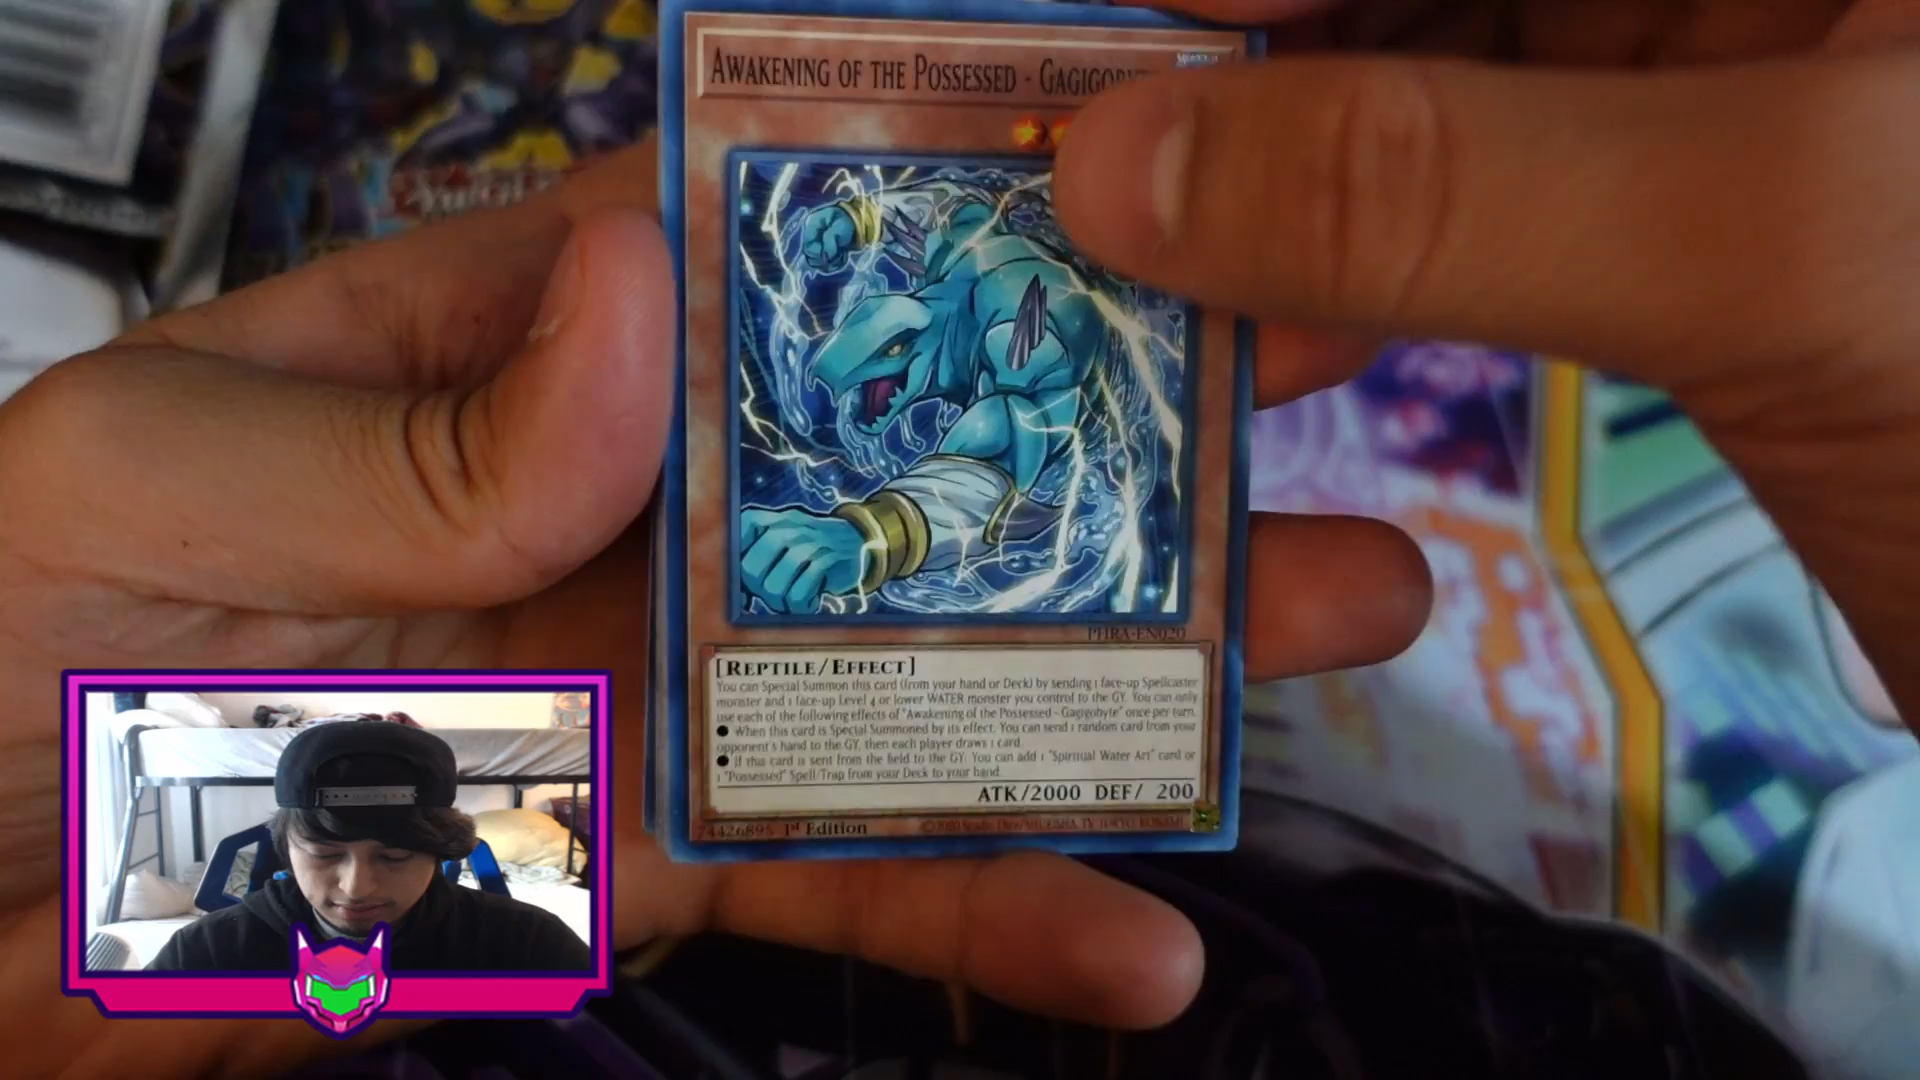 AWAKENING OF THE POSSESSED - GAGIGOBYT
PHRA-EN020
[REPTILE/EFFECT]
You can Special Summon this card (from your hand or Deck) by sending 1 face-up Spellcaster
monster and 1 face-up Level 4 or lower WATER monster you control to the GY. You can only
use each of the following effects of "Awakening of the Possessed - Gagigobyte" once per turn.
● When this card is Special Summoned by its effect: You can send 1 random card from your
opponent's hand to the GY, then each player draws 1 card.
● If this card is sent from the field to the GY: You can add 1 "Spiritual Water Art" card or
1 "Possessed" Spell/Trap from your Deck to your hand.
ATK/2000 DEF/ 200
74426895 1st Edition